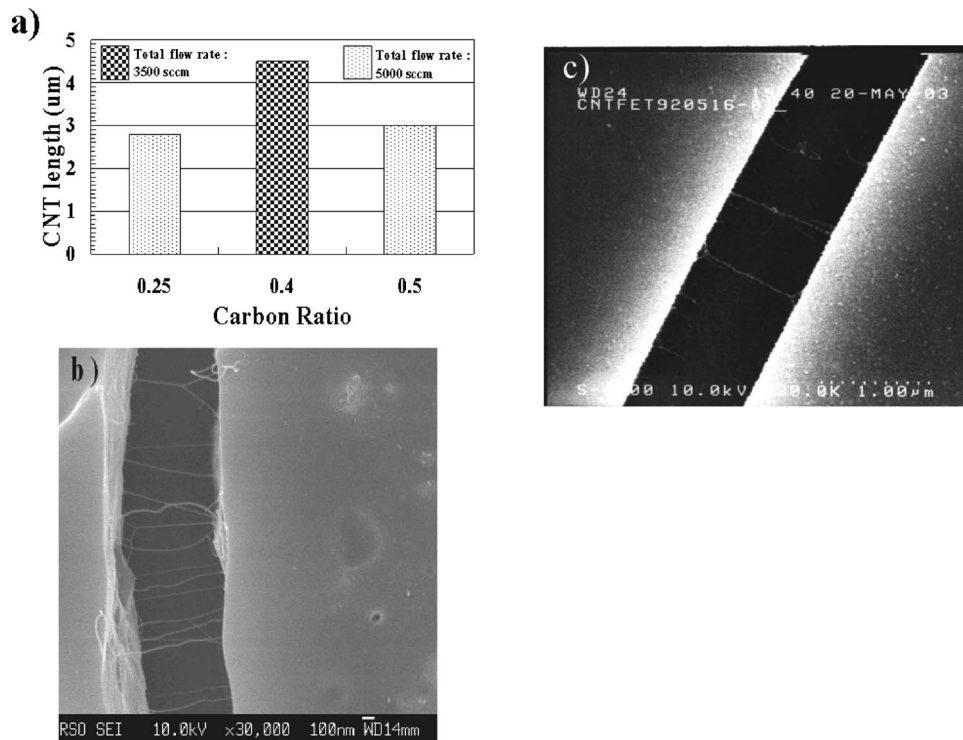 a)
5
4
3
2
1
0
CNT length (um)
Total flow rate :
3500 sccm
Total flow rate :
5000 sccm
0.25 0.4 0.5
Carbon Ratio
b)
RSO SEI 10.0kV ×30,000 100nm WD14mm
c)
WD24 40 20-MAY-03
10.0kV 1.00µm